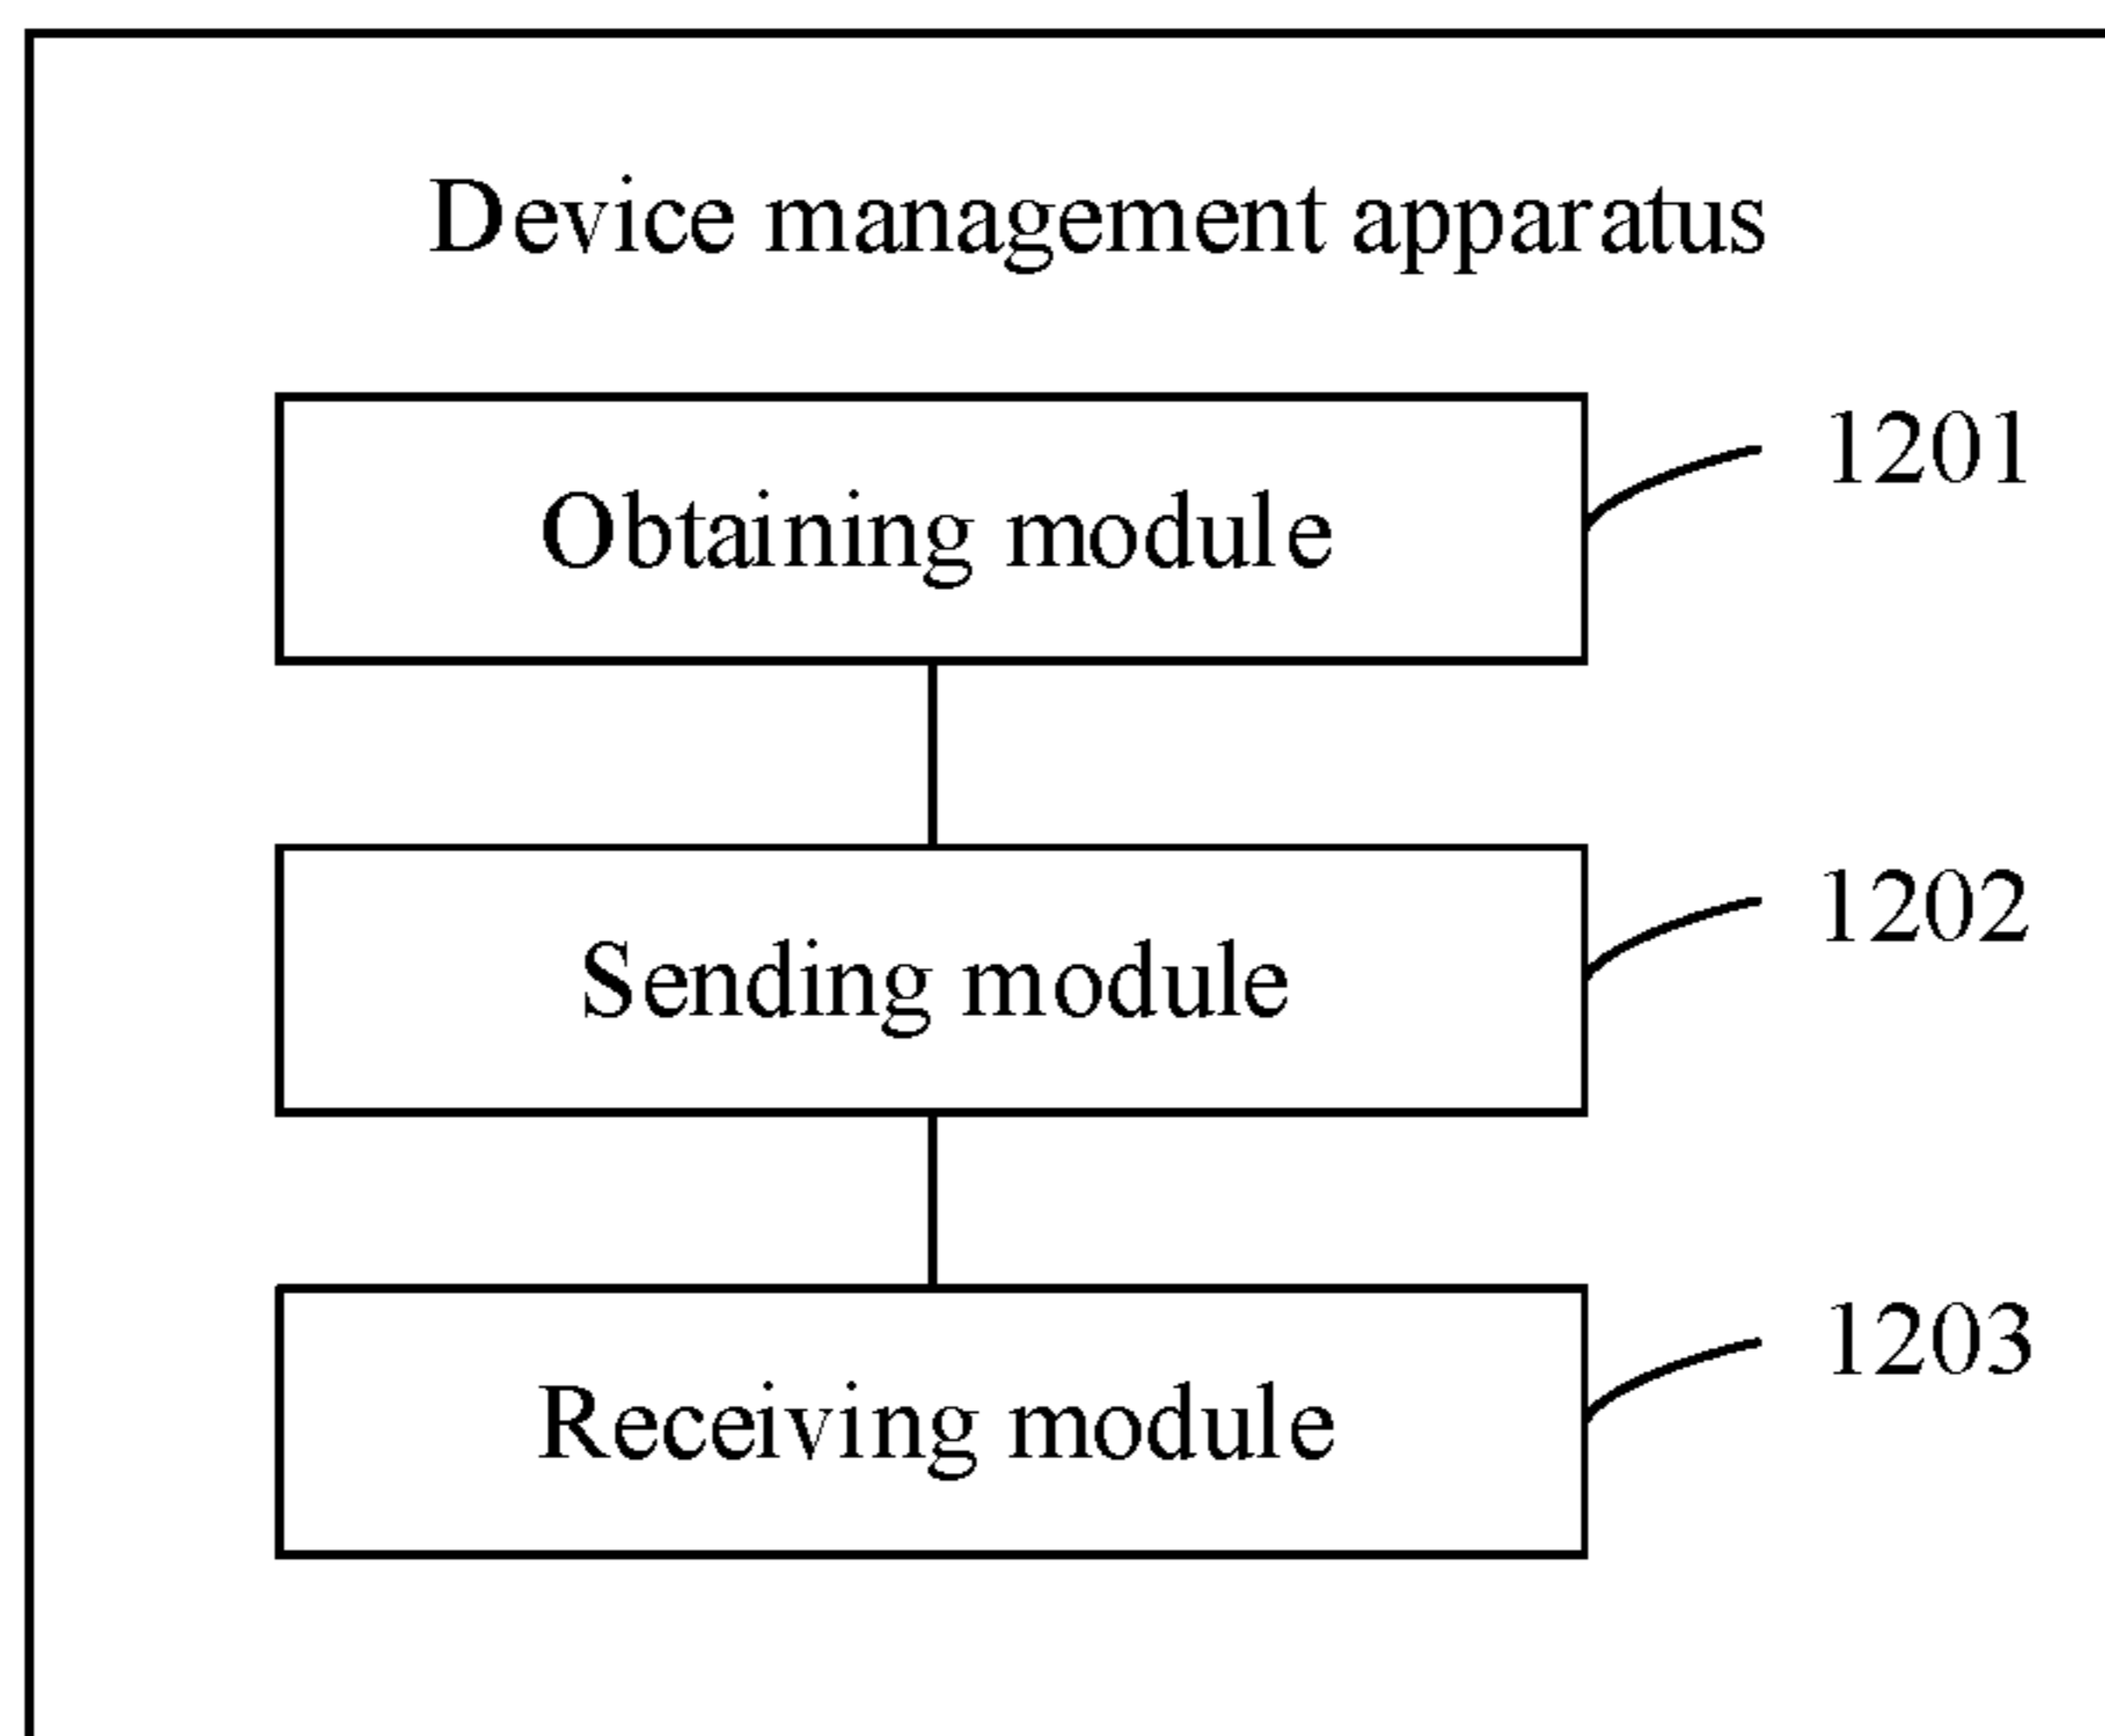 Device management apparatus
Obtaining module
1201
Sending module
1202
Receiving module
1203